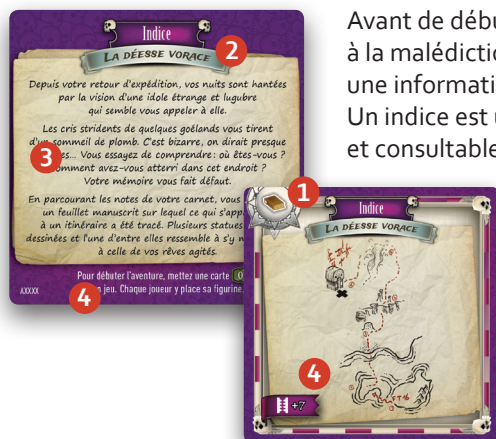 Indice
LA DÉESSE VORACE
2
Depuis votre retour d'expédition, vos nuits sont hantées
par la vision d'une idole étrange et lugubre
qui semble vous appeler à elle.
Les cris stridents de quelques goélands vous tirent
d'un sommeil de plomb. C'est bizarre, on dirait presque
3
Vous essayez de comprendre: où êtes-vous ?
Comment avez-vous atterri dans cet endroit ?
Votre mémoire vous fait défaut.
En parcourant les notes de votre carnet, vous
un feuillet manuscrit sur lequel ce qui
à un itinéraire a été tracé. Plusieurs statues
dessinées et l'une d'entre elles ressemble à s'y
à celle de vos rêves agités.
Pour débuter l'aventure, mettez une carte
4
en jeu. Chaque joueur y place sa figurine
AXXXX
Avant de débu
à la malédictio
une informati
Un indice est u
et consultable
1
Indice
LA DÉESSE VORACE
4
+7